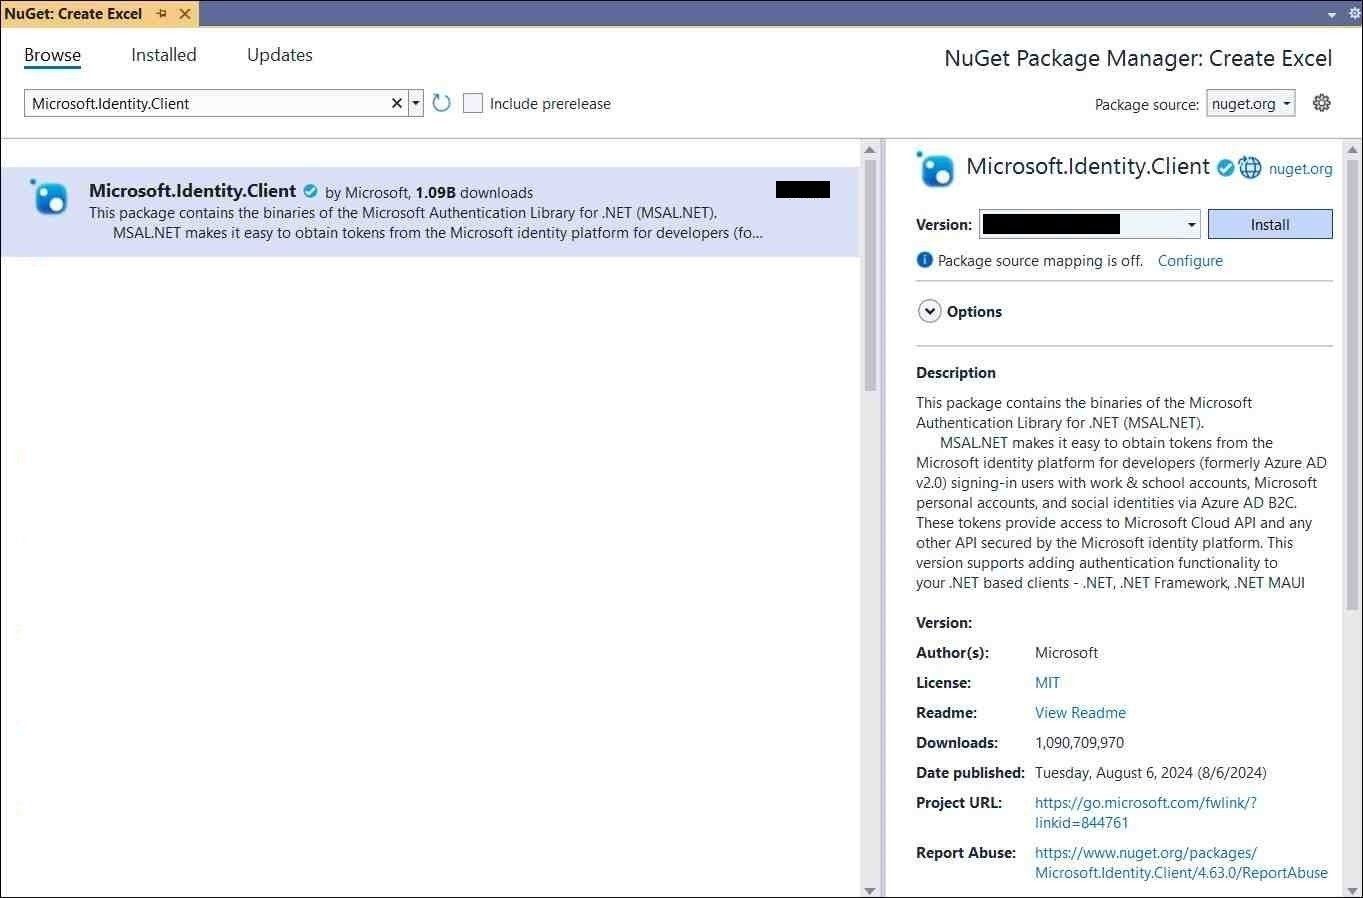 NuGet: Create Excel
Browse Installed Updates
NuGet Package Manager: Create Excel
Microsoft.Identity.Client
Include prerelease
Package source: nuget.org
Microsoft.Identity.Client by Microsoft, 1.09B downloads
This package contains the binaries of the Microsoft Authentication Library for .NET (MSAL.NET).
MSAL.NET makes it easy to obtain tokens from the Microsoft identity platform for developers (fo...
Microsoft.Identity.Client nuget.org
Version: Install
Package source mapping is off. Configure
Options
Description
This package contains the binaries of the Microsoft
Authentication Library for .NET (MSAL.NET).
MSAL.NET makes it easy to obtain tokens from the
Microsoft identity platform for developers (formerly Azure AD
v2.0) signing-in users with work & school accounts, Microsoft
personal accounts, and social identities via Azure AD B2C.
These tokens provide access to Microsoft Cloud API and any
other API secured by the Microsoft identity platform. This
version supports adding authentication functionality to
your .NET based clients - .NET, .NET Framework, .NET MAUI
Version:
Author(s): Microsoft
License: MIT
Readme: View Readme
Downloads: 1,090,709,970
Date published: Tuesday, August 6, 2024 (8/6/2024)
Project URL: https://go.microsoft.com/fwlink/?
linkid=844761
Report Abuse: https://www.nuget.org/packages/
Microsoft.Identity.Client/4.63.0/ReportAbuse